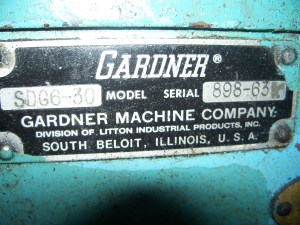 GARDNER®
SDG6-30 MODEL SERIAL 898-63
GARDNER MACHINE COMPANY
DIVISION OF LITTON INDUSTRIAL PRODUCTS, INC.
SOUTH BELOIT, ILLINOIS, U.S.A.